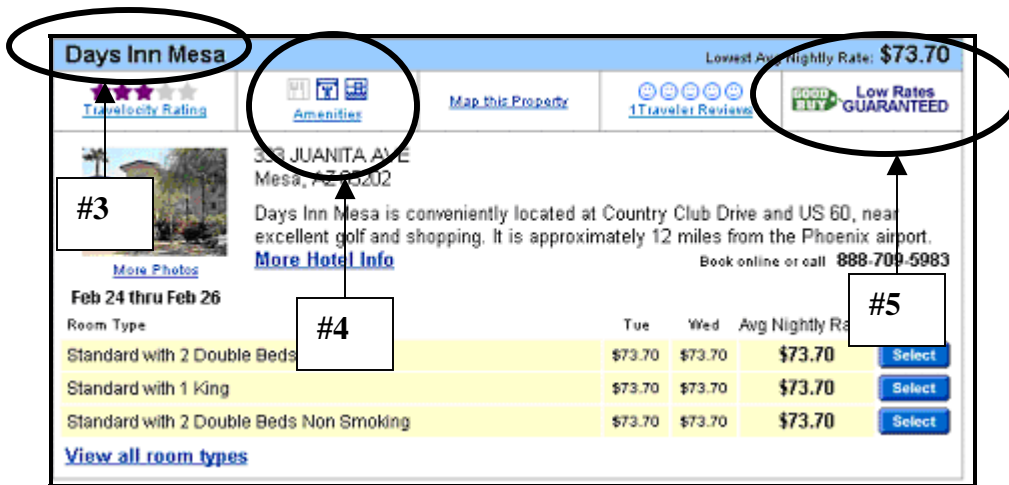 Days Inn Mesa
Lowest Avg Nightly Rate: $73.70
Travelocity Rating
Amenities
Map this Property
1 Traveler Reviews
GOOD BUY
Low Rates
GUARANTEED
333 JUANITA AVE
Mesa, AZ 85202
#3
Days Inn Mesa is conveniently located at Country Club Drive and US 60, near
excellent golf and shopping. It is approximately 12 miles from the Phoenix airport.
More Photos
More Hotel Info
Book online or call 888-709-5983
Feb 24 thru Feb 26
#4
#5
Room Type Tue Wed Avg Nightly
Standard with 2 Double Beds $73.70 $73.70 $73.70 Select
Standard with 1 King $73.70 $73.70 $73.70 Select
Standard with 2 Double Beds Non Smoking $73.70 $73.70 $73.70 Select
View all room types